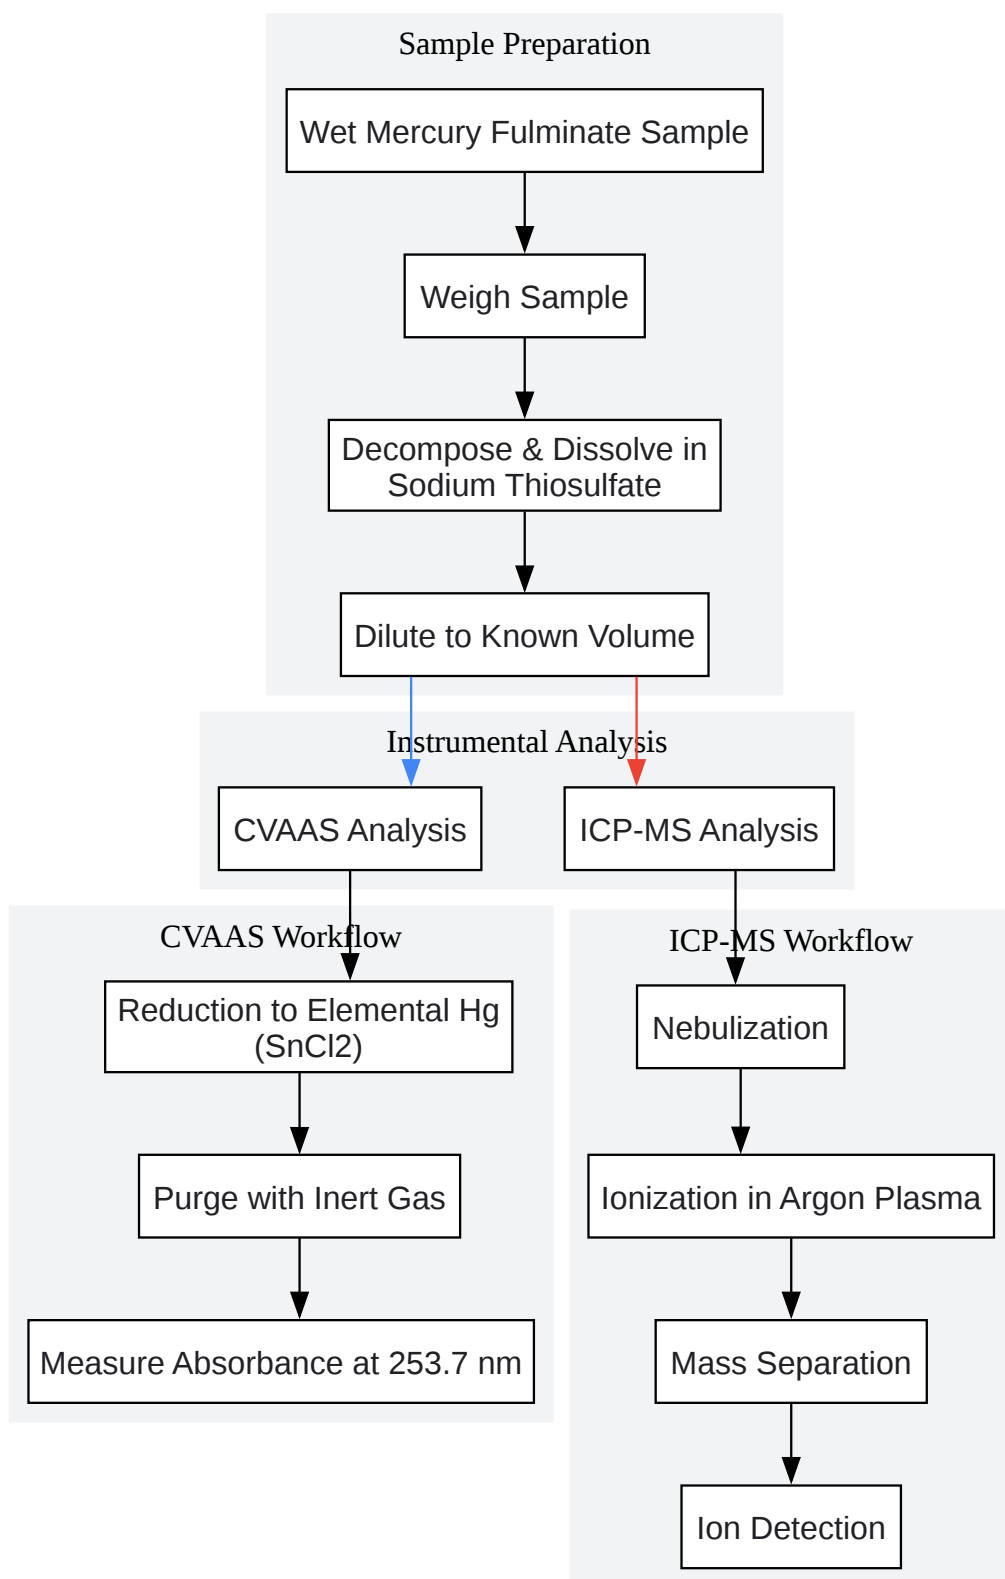 Sample Preparation
Wet Mercury Fulminate Sample
Weigh Sample
Decompose & Dissolve in
Sodium Thiosulfate
Dilute to Known Volume
Instrumental Analysis
CVAAS Analysis
ICP-MS Analysis
CVAAS Workflow
Reduction to Elemental Hg
(SnCl2)
Purge with Inert Gas
Measure Absorbance at 253.7 nm
ICP-MS Workflow
Nebulization
Ionization in Argon Plasma
Mass Separation
Ion Detection